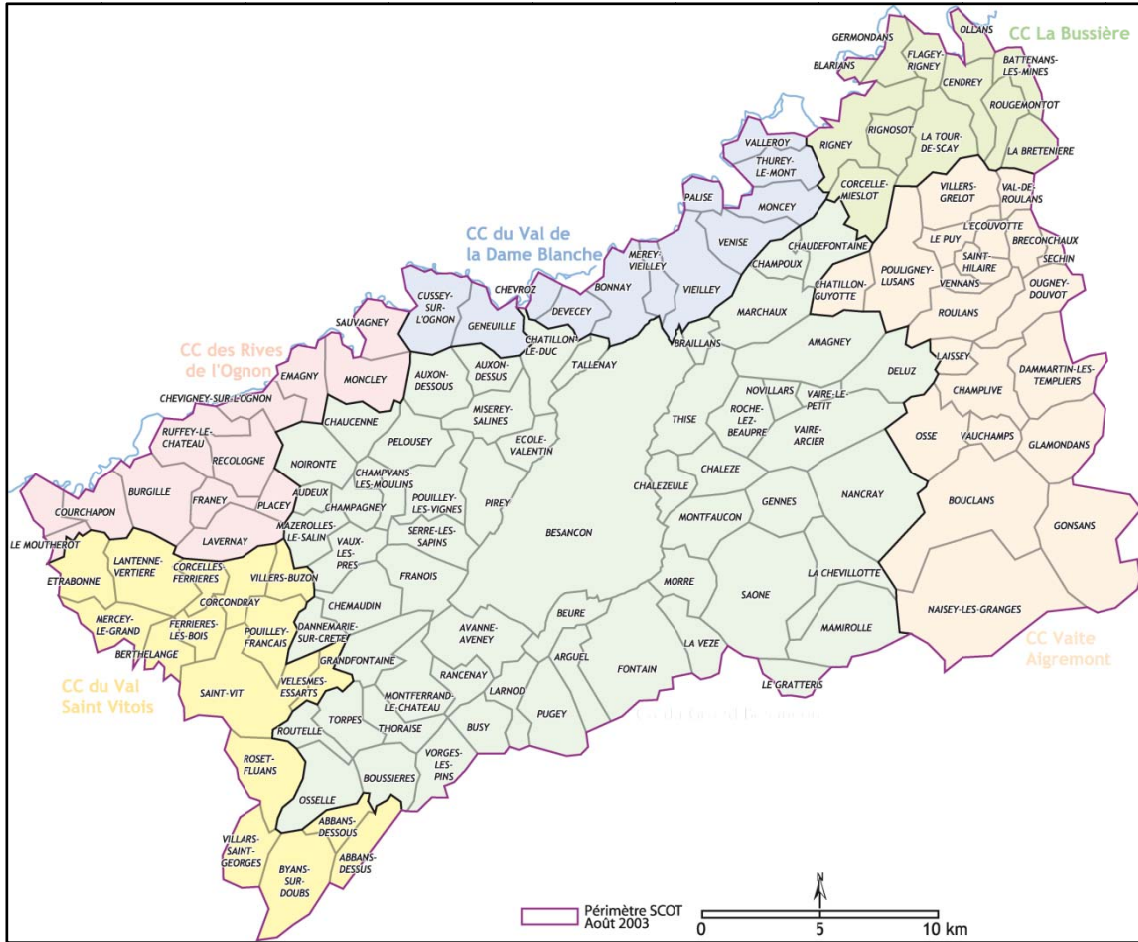 CC La Bussière
OLLANS
GERMONDANS
FLAGEY-
RIGNEY
BLARIANS
CENDREY
BATTENANS-
LES-MINES
ROUGEMONTOT
RIGNOSOT
RIGNEY
LA TOUR-
DE-SCAY
LA BRETENIERE
VALLEROY
THUREY-
LE-MONT
CORCELLE-
MIESLOT
VILLERS-
GRELOT
VAL-DE-
ROULANS
PALISE
MONCEY
L'ECOUVOTTE
LE PUY
BRECONCHAUX
SECHIN
CC du Val de
la Dame Blanche
VENISE
CHAUDEFONTAINE
CHAMPOUX
SAINT-
HILAIRE
MEREY-
VIEILLEY
POULIGNEY-
LUSANS
VENNANS
OUGNEY-
DOUVOT
CHEVROZ
BONNAY
VIEILLEY
CHATILLON-
GUYOTTE
CUSSEY-
SUR-
L'OGNON
DEVECEY
MARCHAUX
ROULANS
GENEUILLE
SAUVAGNEY
CHATILLON-
LE-DUC
BRAILLANS
AMAGNEY
CC des Rives
de l'Ognon
TALLENAY
LAISSEY
DELUZ
DAMMARTIN-LES-
TEMPLIERS
EMAGNY
MONCLEY
AUXON-
DESSOUS
AUXON-
DESSUS
CHEVIGNEY-SUR-L'OGNON
CHAMPLIVE
NOVILLARS
VAIRE-LE-
PETIT
MISEREY-
SALINES
CHAUCENNE
THISE
ROCHE-
LEZ-
BEAUPRE
VAIRE-
ARCIER
RUFFEY-LE-
CHATEAU
PELOUSEY
ECOLE-
VALENTIN
OSSE
VAUCHAMPS
GLAMONDANS
RECOLOGNE
NOIRONTE
CHALEZE
CHAMPVANS
LES-MOULINS
CHALEZEULE
BURGILLE
FRANEY
PLACEY
AUDEUX
CHAMPAGNEY
POUILLEY-
LES-VIGNES
PIREY
GENNES
NANCRAY
BOUCLANS
COURCHAPON
MONTFAUCON
GONSANS
MAZEROLLES-
LE-SALIN
SERRE-LES-
SAPINS
BESANCON
LE MOUTHEROT
LAVERNAY
VAUX-
LES-
PRES
LANTENNE-
VERTIERE
CORCELLES-
FERRIERES
VILLERS-BUZON
FRANOIS
ETRABONNE
MORRE
LA CHEVILLOTTE
SAONE
CORCONDRAY
CHEMAUDIN
NAISEY-LES-GRANGES
BEURE
MERCEY-
LE-GRAND
FERRIERES-
LES-BOIS
POUILLEY-
FRANCAIS
DANNEMARIE-
SUR-CRETE
AVANNE-
AVENEY
MAMIROLLE
LA VEZE
CC Valte
Aigremont
BERTHELANGE
GRANDFONTAINE
ARGUEL
FONTAIN
CC du Val
Saint Vitois
SAINT-VIT
VELESMES-
ESSARTS
RANCENAY
LARNOD
LE GRATTERIS
MONTFERRAND-
LE-CHATEAU
PUGEY
TORPES
THORAISE
BUSY
ROUTELLE
ROSET-
FLUANS
VORGES-
LES-
PINS
BOUSSIERES
OSSELLE
ABBANS-
DESSOUS
VILLARS-
SAINT-
GEORGES
ABBANS-
DESSUS
BYANS-
SUR-
DOUBS
Périmètre SCOT
Août 2003
N
0 5 10 km